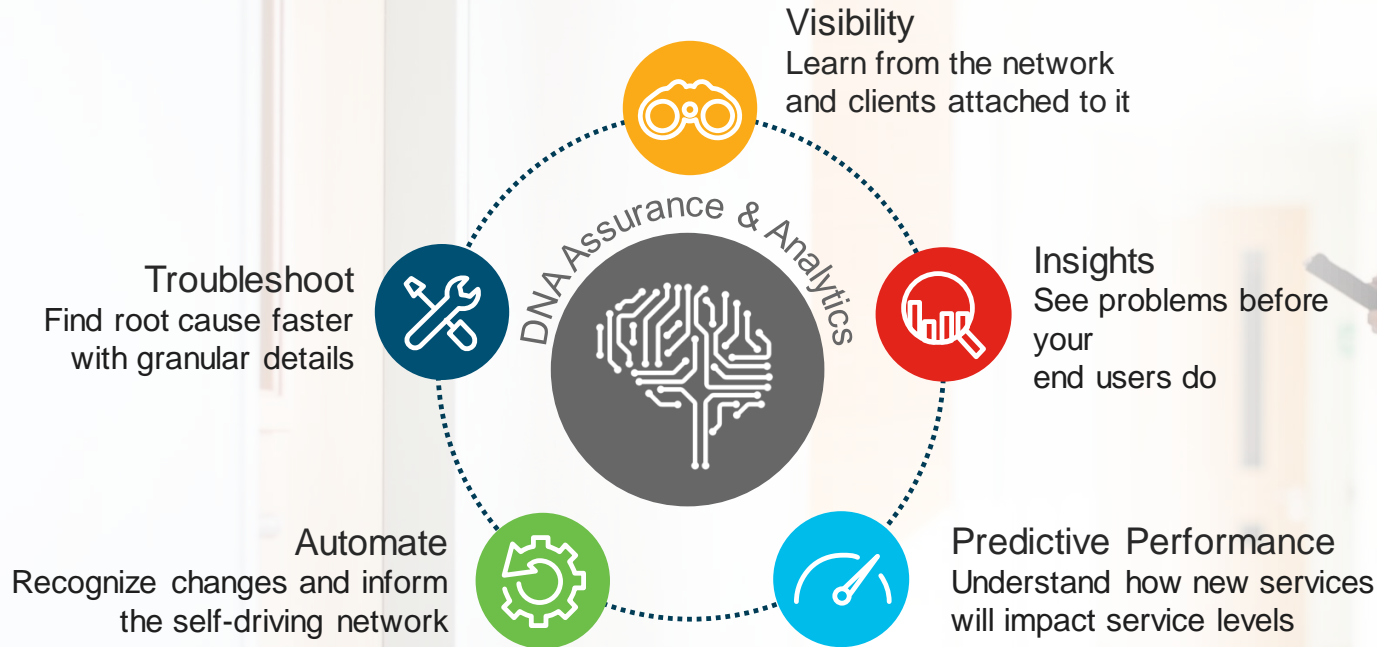 Visibility
Learn from the network
and clients attached to it
DNA Assurance & Analytics
Insights
See problems before
your
end users do
Troubleshoot
Find root cause faster
with granular details
Automate
Recognize changes and inform
the self-driving network
Predictive Performance
Understand how new services
will impact service levels